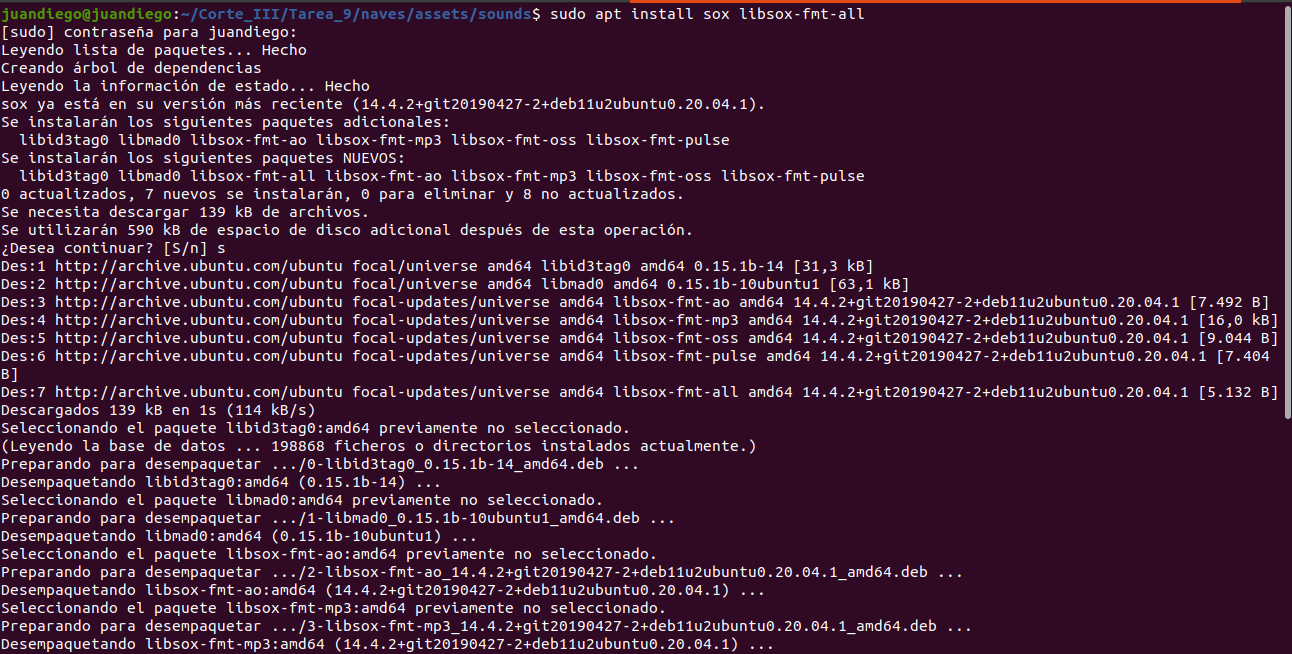 juandiego@juandiego:~/Corte_III/Tarea_9/naves/assets/sounds$ sudo apt install sox libsox-fmt-all
[sudo] contraseña para juandiego:
Leyendo lista de paquetes... Hecho
Creando árbol de dependencias
Leyendo la información de estado... Hecho
sox ya está en su versión más reciente (14.4.2+git20190427-2+deb11u2ubuntu0.20.04.1).
Se instalarán los siguientes paquetes adicionales:
  libid3tag0 libmad0 libsox-fmt-ao libsox-fmt-mp3 libsox-fmt-oss libsox-fmt-pulse
Se instalarán los siguientes paquetes NUEVOS:
  libid3tag0 libmad0 libsox-fmt-all libsox-fmt-ao libsox-fmt-mp3 libsox-fmt-oss libsox-fmt-pulse
0 actualizados, 7 nuevos se instalarán, 0 para eliminar y 8 no actualizados.
Se necesita descargar 139 kB de archivos.
Se utilizarán 590 kB de espacio de disco adicional después de esta operación.
¿Desea continuar? [S/n] s
Des:1 http://archive.ubuntu.com/ubuntu focal/universe amd64 libid3tag0 amd64 0.15.1b-14 [31,3 kB]
Des:2 http://archive.ubuntu.com/ubuntu focal/universe amd64 libmad0 amd64 0.15.1b-10ubuntu1 [63,1 kB]
Des:3 http://archive.ubuntu.com/ubuntu focal-updates/universe amd64 libsox-fmt-ao amd64 14.4.2+git20190427-2+deb11u2ubuntu0.20.04.1 [7.492 B]
Des:4 http://archive.ubuntu.com/ubuntu focal-updates/universe amd64 libsox-fmt-mp3 amd64 14.4.2+git20190427-2+deb11u2ubuntu0.20.04.1 [16,0 kB]
Des:5 http://archive.ubuntu.com/ubuntu focal-updates/universe amd64 libsox-fmt-oss amd64 14.4.2+git20190427-2+deb11u2ubuntu0.20.04.1 [9.044 B]
Des:6 http://archive.ubuntu.com/ubuntu focal-updates/universe amd64 libsox-fmt-pulse amd64 14.4.2+git20190427-2+deb11u2ubuntu0.20.04.1 [7.404
B]
Des:7 http://archive.ubuntu.com/ubuntu focal-updates/universe amd64 libsox-fmt-all amd64 14.4.2+git20190427-2+deb11u2ubuntu0.20.04.1 [5.132 B]
Descargados 139 kB en 1s (114 kB/s)
Seleccionando el paquete libid3tag0:amd64 previamente no seleccionado.
(Leyendo la base de datos ... 198868 ficheros o directorios instalados actualmente.)
Preparando para desempaquetar .../0-libid3tag0_0.15.1b-14_amd64.deb ...
Desempaquetando libid3tag0:amd64 (0.15.1b-14) ...
Seleccionando el paquete libmad0:amd64 previamente no seleccionado.
Preparando para desempaquetar .../1-libmad0_0.15.1b-10ubuntu1_amd64.deb ...
Desempaquetando libmad0:amd64 (0.15.1b-10ubuntu1) ...
Seleccionando el paquete libsox-fmt-ao:amd64 previamente no seleccionado.
Preparando para desempaquetar .../2-libsox-fmt-ao_14.4.2+git20190427-2+deb11u2ubuntu0.20.04.1_amd64.deb ...
Desempaquetando libsox-fmt-ao:amd64 (14.4.2+git20190427-2+deb11u2ubuntu0.20.04.1) ...
Seleccionando el paquete libsox-fmt-mp3:amd64 previamente no seleccionado.
Preparando para desempaquetar .../3-libsox-fmt-mp3_14.4.2+git20190427-2+deb11u2ubuntu0.20.04.1_amd64.deb ...
Desempaquetando libsox-fmt-mp3:amd64 (14.4.2+git20190427-2+deb11u2ubuntu0.20.04.1) ...